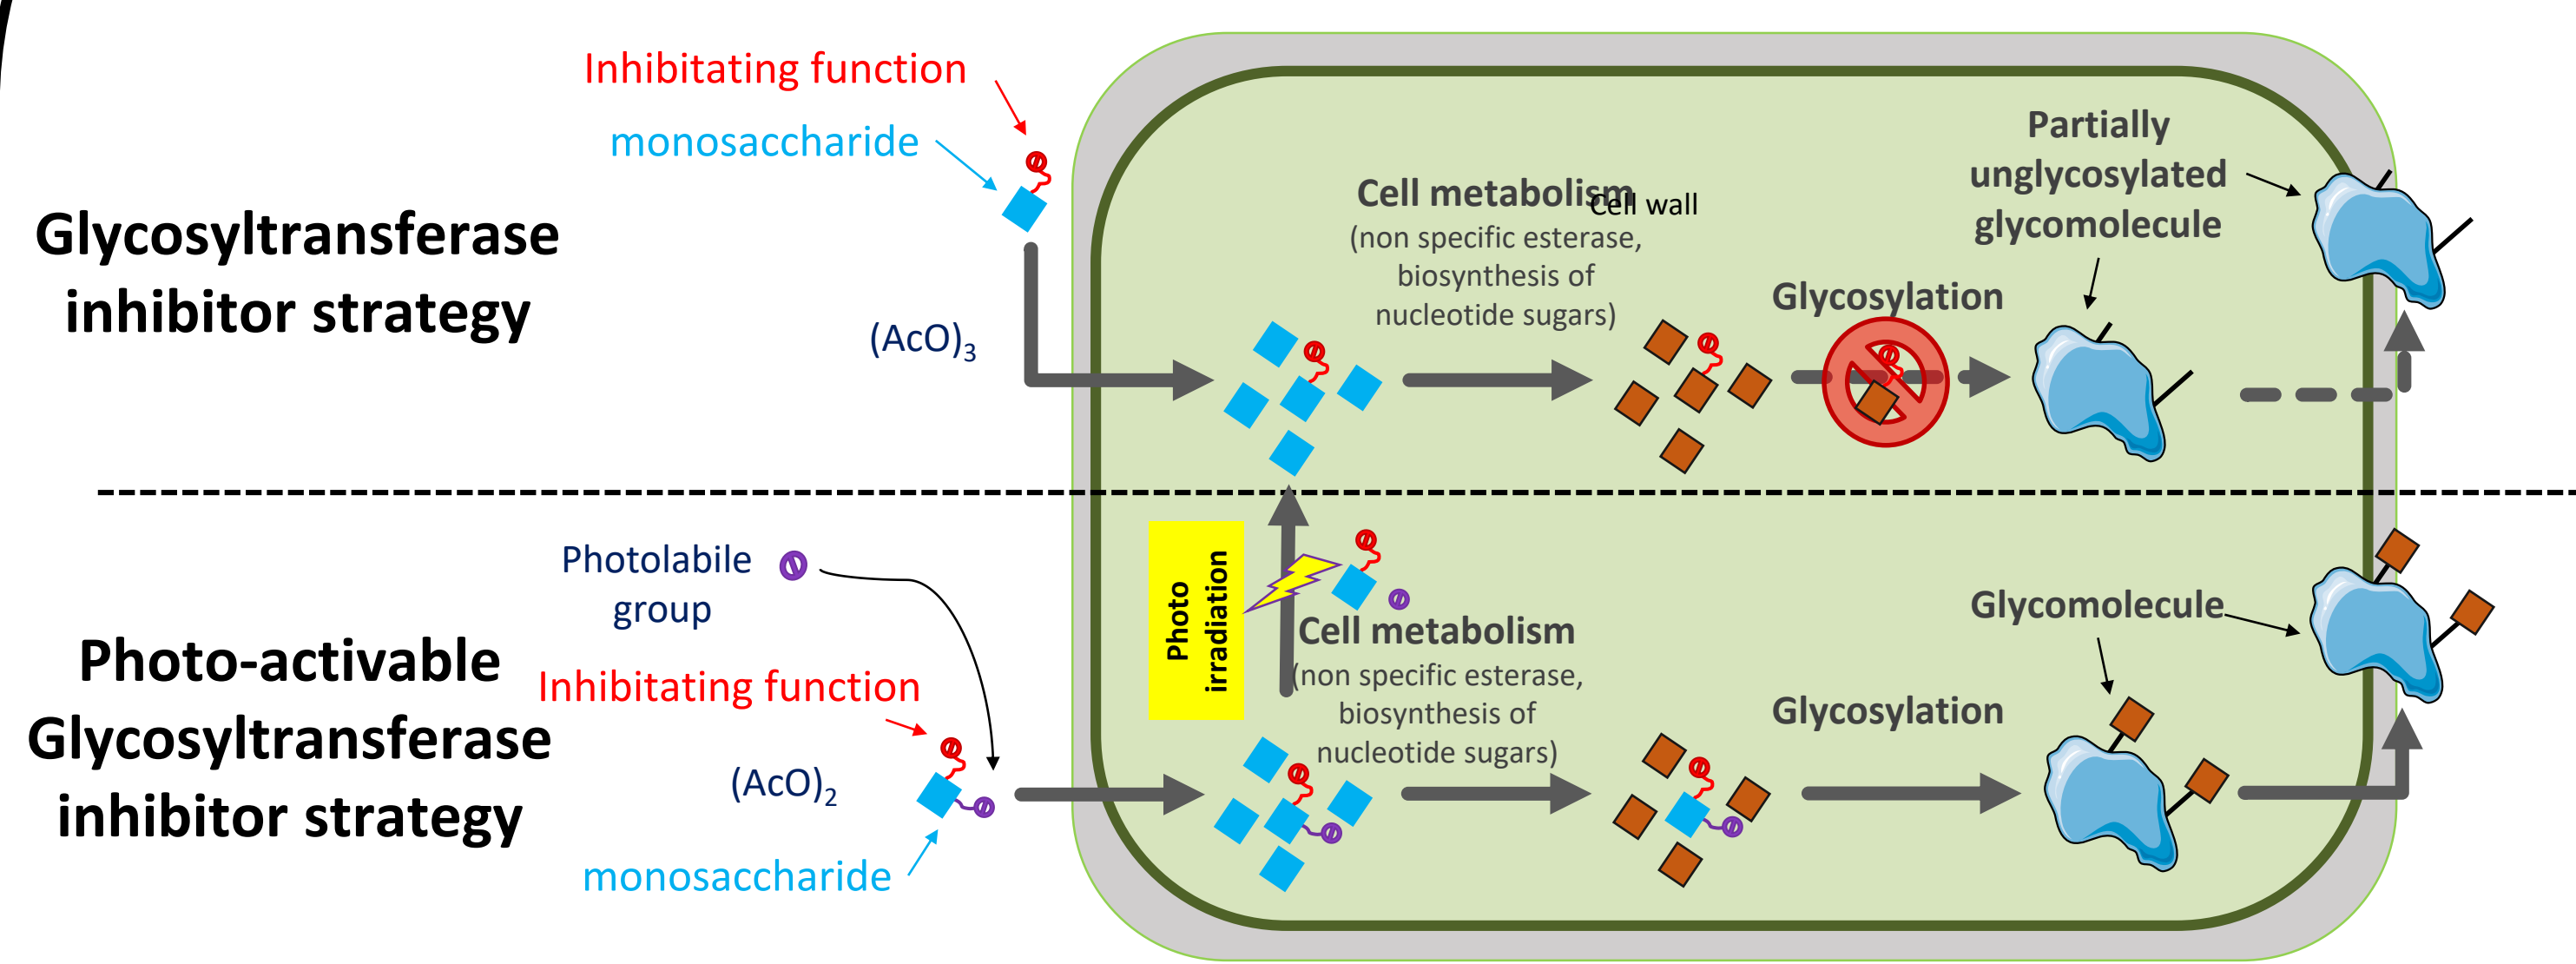 Inhibitating function
monosaccharide
Glycosyltransferase
inhibitor strategy
(AcO)3
Cell metabolism
Cell wall
(non specific esterase,
biosynthesis of
nucleotide sugars)
Glycosylation
Partially
unglycosylated
glycomolecule
Photolabile
group
Photo-activable
Glycosyltransferase
inhibitor strategy
Inhibitating function
(AcO)2
monosaccharide
Photo
irradiation
Cell metabolism
(non specific esterase,
biosynthesis of
nucleotide sugars)
Glycosylation
Glycomolecule